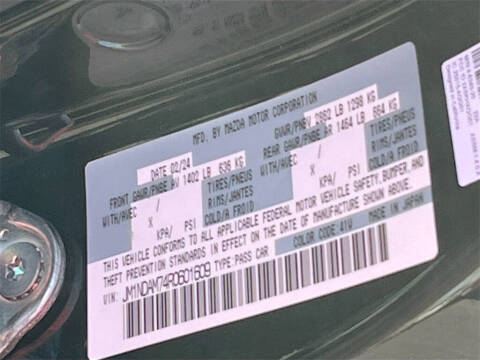 MFD. BY MAZDA MOTOR CORPORATION
DATE 02/24
GVWR/PNBV 2862 LB 1298 KG
FRONT GAWR/PNBE AV 1402 LB 636 KG
REAR GAWR/PNBE AR 1464 LB 664 KG
WITH/AVEC TIRES/PNEUS WITH/AVEC TIRES/PNEUS
X RIMS/JANTES X RIMS/JANTES
KPA/ PSI COLD/A FROID KPA/ PSI COLD/A FROID
THIS VEHICLE CONFORMS TO ALL APPLICABLE FEDERAL MOTOR VEHICLE SAFETY, BUMPER, AND
THEFT PREVENTION STANDARDS IN EFFECT ON THE DATE OF MANUFACTURE SHOWN ABOVE.
COLOR CODE 41W MADE IN JAPAN
VIN: JM1NDAM74R0601609 TYPE: PASS CAR